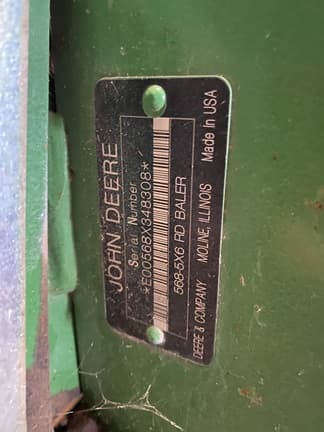 JOHN DEERE
Serial Number
*E00568X348308*
568-5X6 RD BALER
DEERE & COMPANY MOLINE, ILLINOIS Made In USA